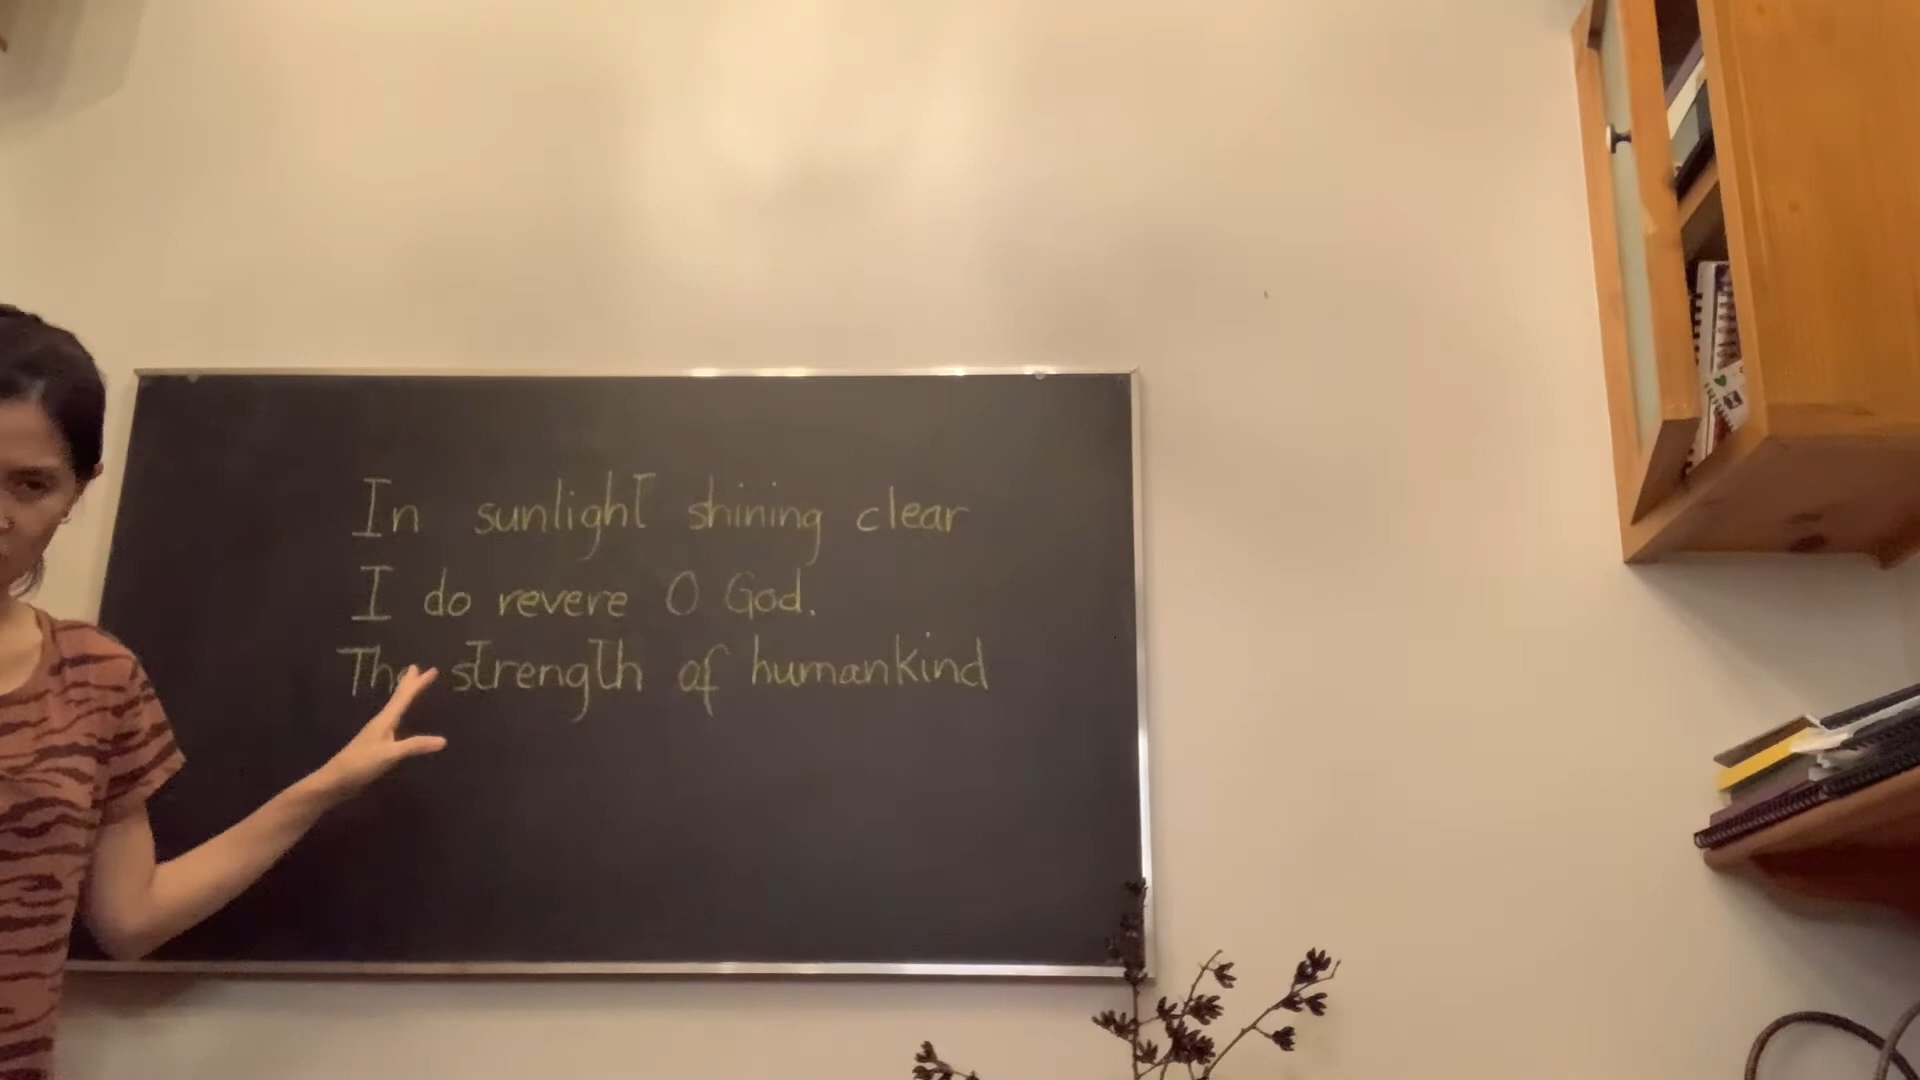 In sunlight shining clear
I do revere O God.
The strength of humankind